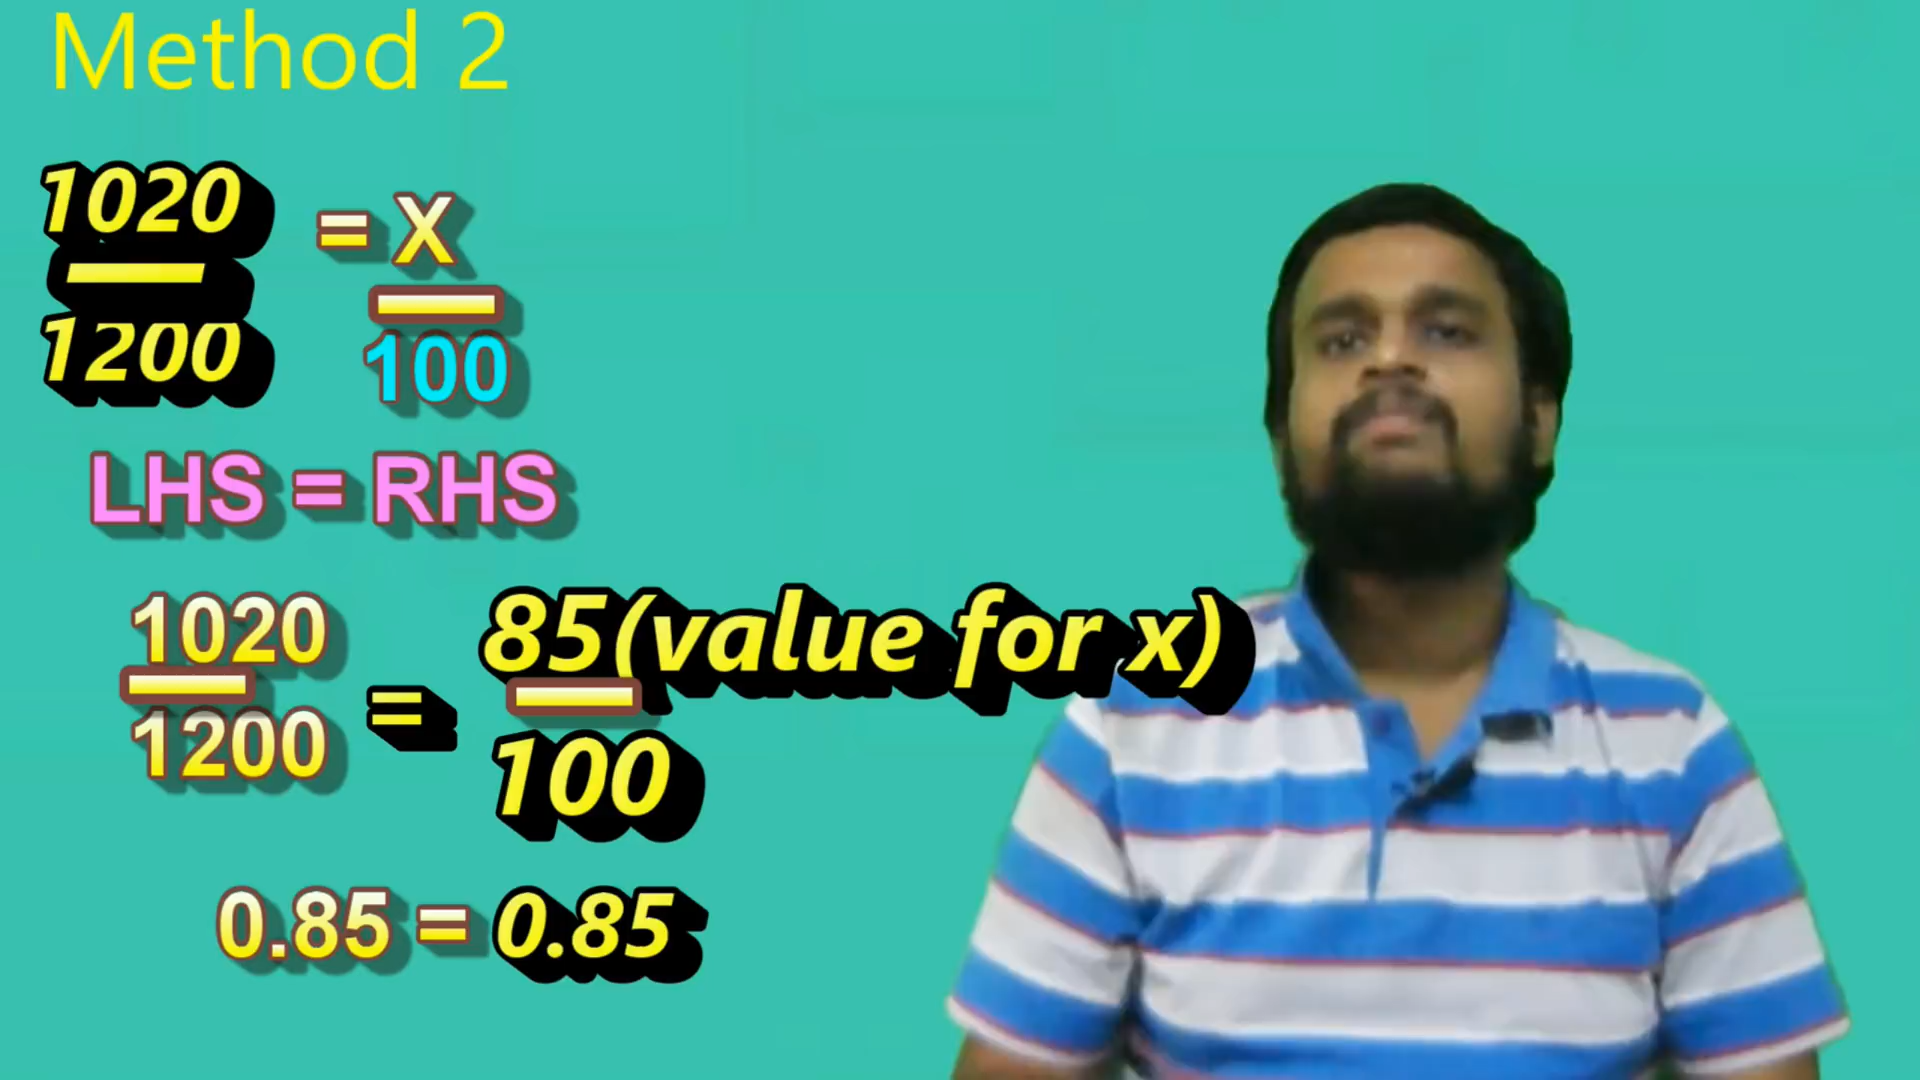 Method 2
1020 = X
1200 100
LHS = RHS
1020 = 85(value for x)
1200 100
0.85 = 0.85